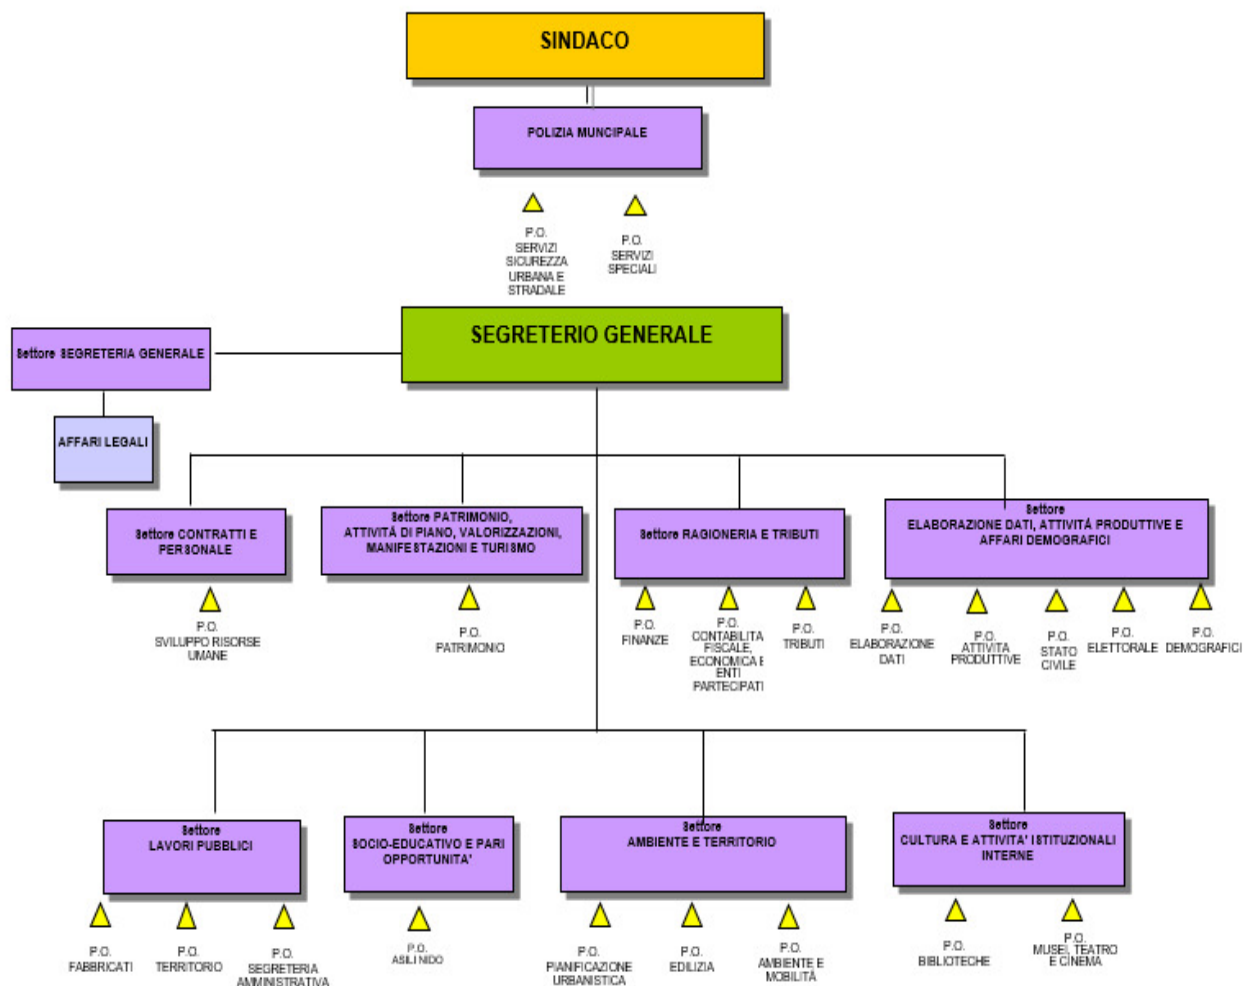 SINDACO
POLIZIA MUNCIPALE
P.O.
SERVIZI
SICUREZZA
URBANA E
STRADALE
P.O.
SERVIZI
SPECIALI
SEGRETERIO GENERALE
Settore SEGRETERIA GENERALE
AFFARI LEGALI
Settore CONTRATTI E
PERSONALE
Settore PATRIMONIO,
ATTIVITÀ DI PIANO, VALORIZZAZIONI,
MANIFESTAZIONI E TURISMO
Settore RAGIONERIA E TRIBUTI
Settore
ELABORAZIONE DATI, ATTIVITÀ PRODUTTIVE E
AFFARI DEMOGRAFICI
P.O.
SVILUPPO RISORSE
UMANE
P.O.
PATRIMONIO
P.O.
FINANZE
P.O.
CONTABILITA
FISCALE,
ECONOMICA E
ENTI
PARTECIPATI
P.O.
TRIBUTI
P.O.
ELABORAZIONE
DATI
P.O.
ATTIVITA
PRODUTTIVE
P.O.
STATO
CIVILE
P.O.
ELETTORALE
P.O.
DEMOGRAFICI
Settore
LAVORI PUBBLICI
Settore
SOCIO-EDUCATIVO E PARI
OPPORTUNITA'
Settore
AMBIENTE E TERRITORIO
Settore
CULTURA E ATTIVITA' ISTITUZIONALI
INTERNE
P.O.
FABBRICATI
P.O.
TERRITORIO
P.O.
SEGRETERIA
AMMINISTRATIVA
P.O.
ASILI NIDO
P.O.
PIANIFICAZIONE
URBANISTICA
P.O.
EDILIZIA
P.O.
AMBIENTE E
MOBILITÀ
P.O.
BIBLIOTECHE
P.O.
MUSEI, TEATRO
E CINEMA